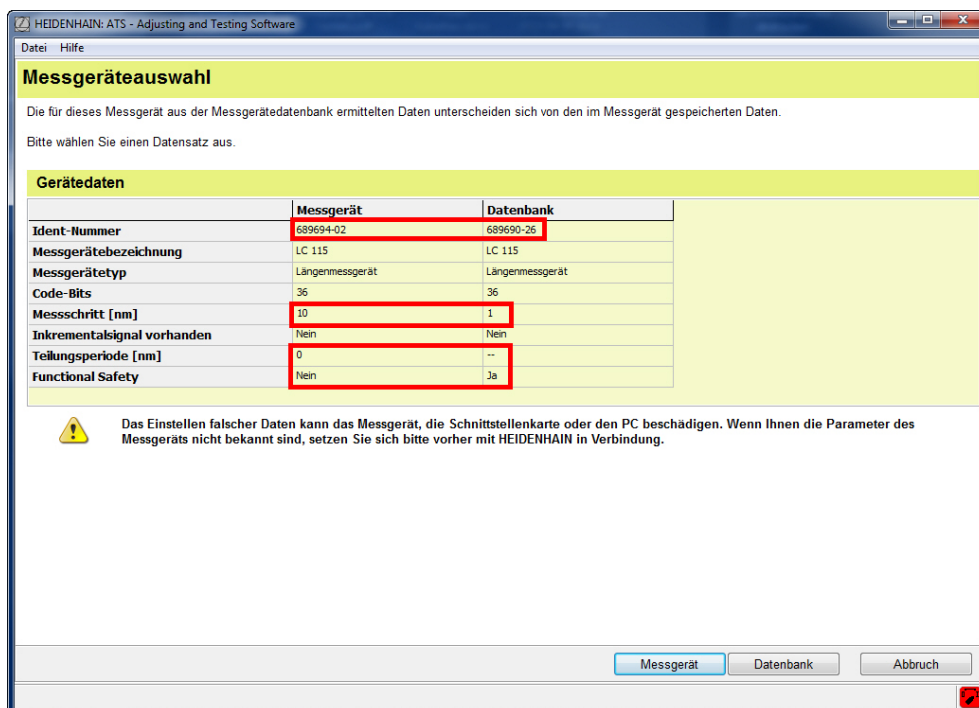 HEIDENHAIN: ATS - Adjusting and Testing Software
Datei Hilfe
Messgeräteauswahl
Die für dieses Messgerät aus der Messgerätedatenbank ermittelten Daten unterscheiden sich von den im Messgerät gespeicherten Daten.
Bitte wählen Sie einen Datensatz aus.
Gerätedaten
Messgerät Datenbank
Ident-Nummer 689694-02 689690-26
Messgerätebezeichnung LC 115 LC 115
Messgerätetyp Längenmessgerät Längenmessgerät
Code-Bits 36 36
Messschritt [nm] 10 1
Inkrementalsignal vorhanden Nein Nein
Teilungsperiode [nm] 0 --
Functional Safety Nein Ja
Das Einstellen falscher Daten kann das Messgerät, die Schnittstellenkarte oder den PC beschädigen. Wenn Ihnen die Parameter des
Messgeräts nicht bekannt sind, setzen Sie sich bitte vorher mit HEIDENHAIN in Verbindung.
Messgerät Datenbank Abbruch